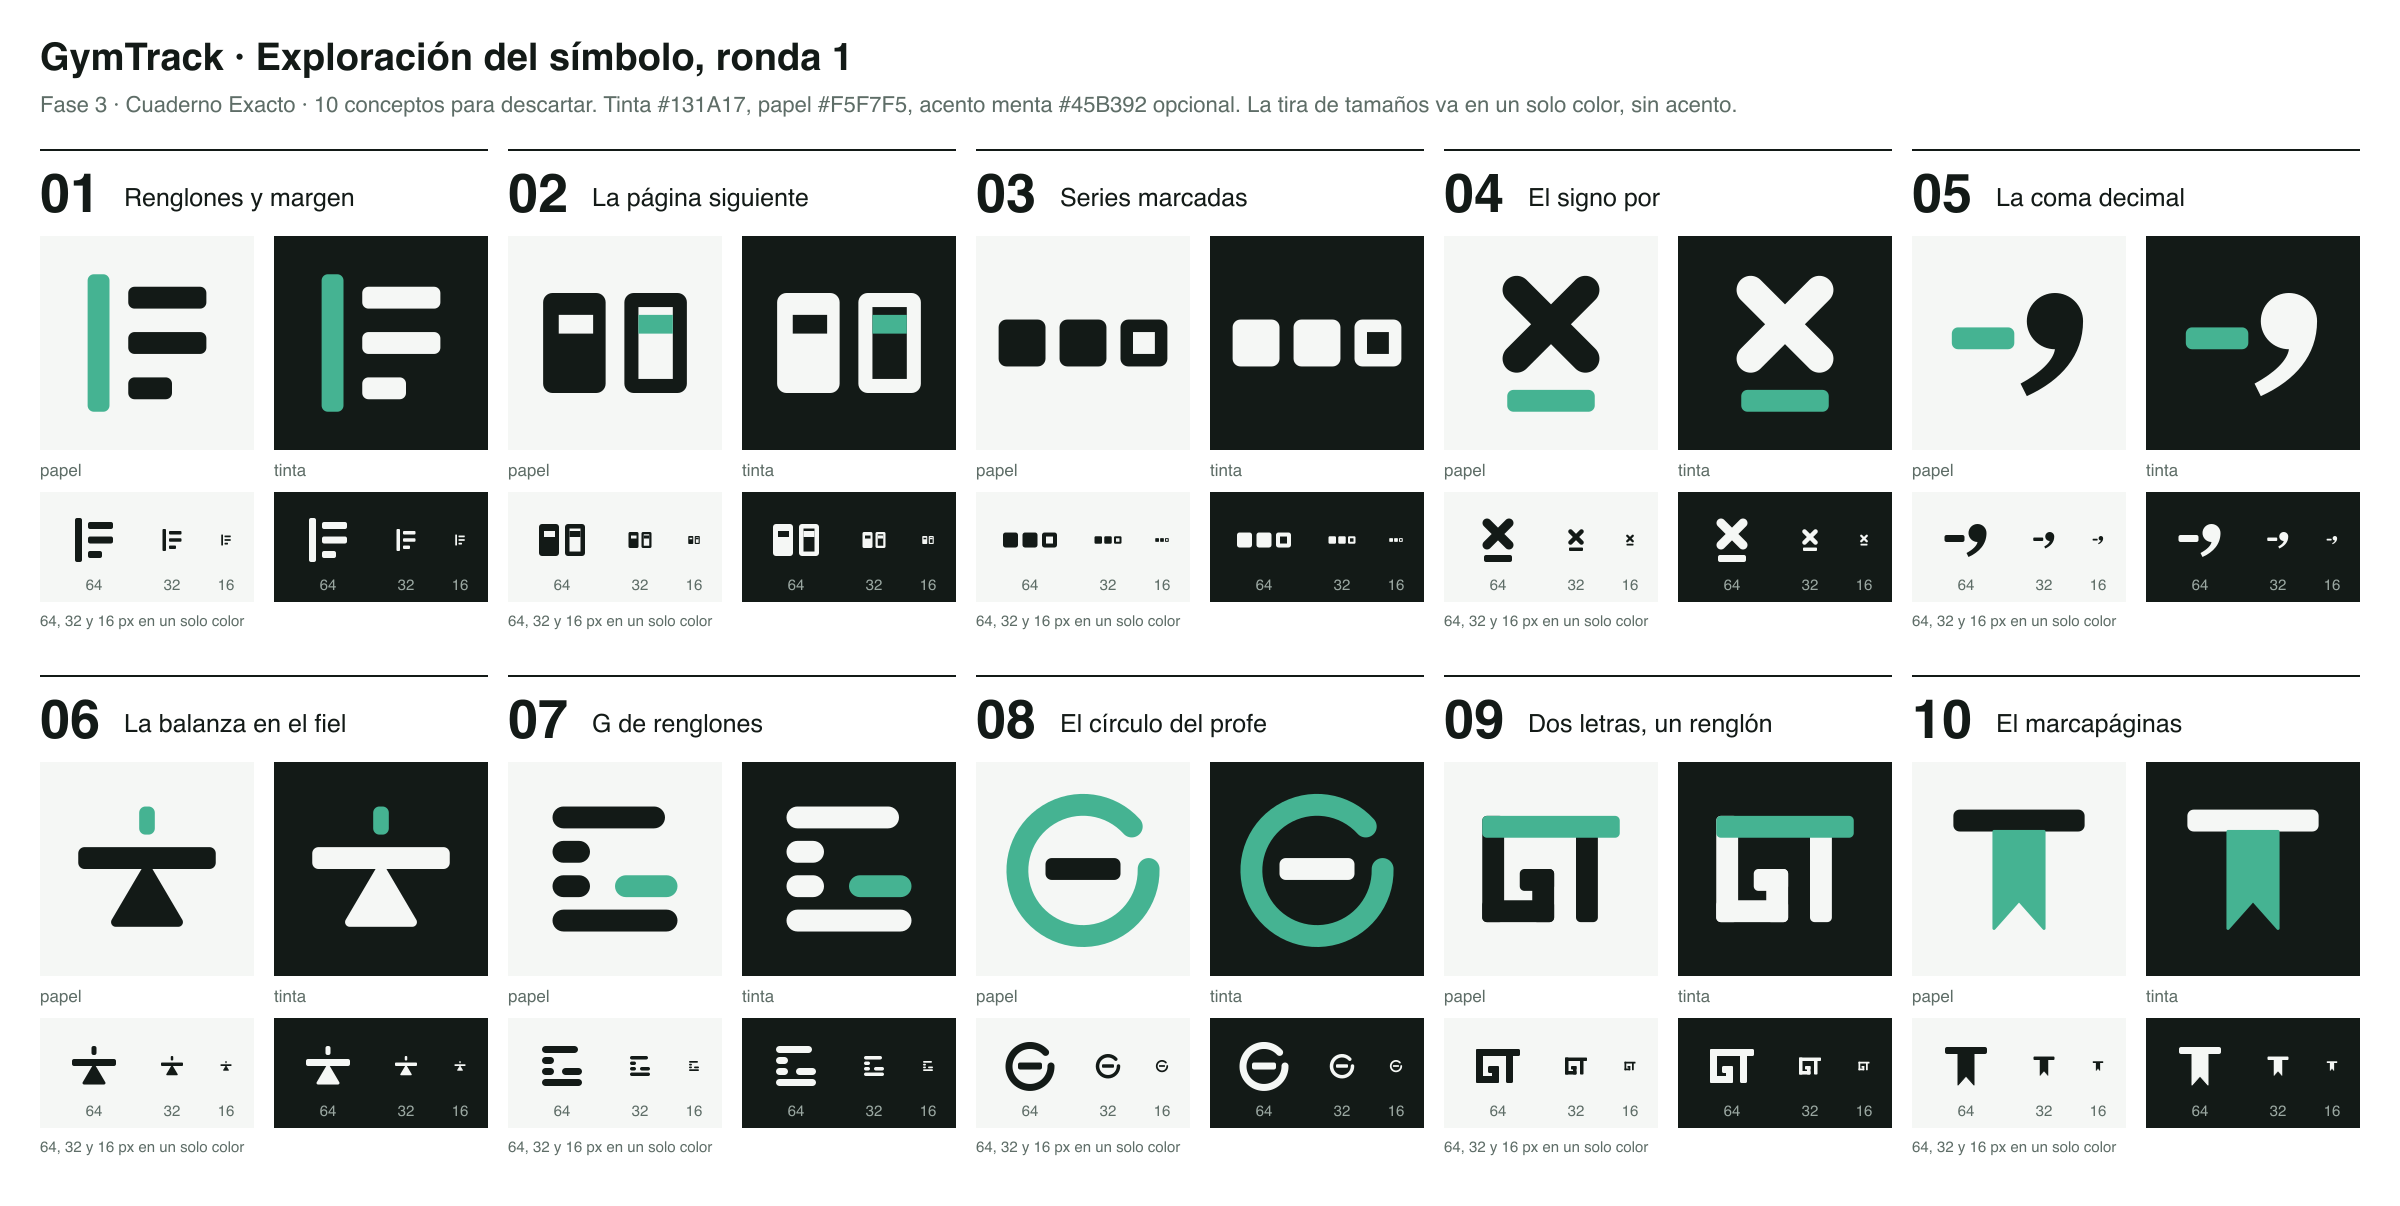 GymTrack · Exploración del símbolo, ronda 1
Fase 3 · Cuaderno Exacto · 10 conceptos para descartar. Tinta #131A17, papel #F5F7F5, acento menta #45B392 opcional. La tira de tamaños va en un solo color, sin acento.
01 Renglones y margen
papel tinta
64 32 16 64 32 16
64, 32 y 16 px en un solo color
02 La página siguiente
papel tinta
64 32 16 64 32 16
64, 32 y 16 px en un solo color
03 Series marcadas
papel tinta
64 32 16 64 32 16
64, 32 y 16 px en un solo color
04 El signo por
papel tinta
64 32 16 64 32 16
64, 32 y 16 px en un solo color
05 La coma decimal
papel tinta
64 32 16 64 32 16
64, 32 y 16 px en un solo color
06 La balanza en el fiel
papel tinta
64 32 16 64 32 16
64, 32 y 16 px en un solo color
07 G de renglones
papel tinta
64 32 16 64 32 16
64, 32 y 16 px en un solo color
08 El círculo del profe
papel tinta
64 32 16 64 32 16
64, 32 y 16 px en un solo color
09 Dos letras, un renglón
GT GT
papel tinta
GT GT GT GT GT GT
64 32 16 64 32 16
64, 32 y 16 px en un solo color
10 El marcapáginas
papel tinta
64 32 16 64 32 16
64, 32 y 16 px en un solo color